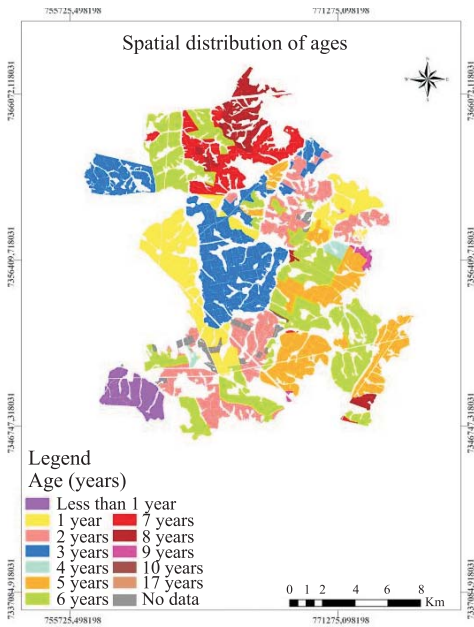 755725,498198 771275,098198
Spatial distribution of ages
N
W E
S
7366072,118031 7366072,118031
7356409,718031 7356409,718031
7346747,318031 7346747,318031
7337084,918031 7337084,918031
Legend
Age (years)
Less than 1 year
1 year 7 years
2 years 8 years
3 years 9 years
4 years 10 years
5 years 17 years
6 years No data
0 1 2 4 6 8
Km
755725,498198 771275,098198